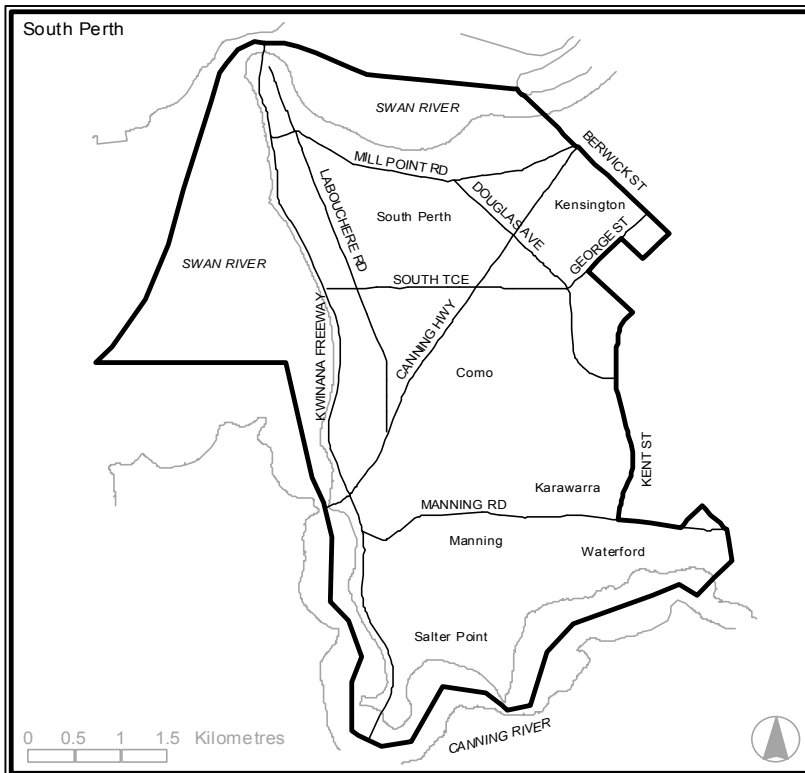 South Perth
SWAN RIVER
BERWICK ST
MILL POINT RD
LABOUCHERE RD
DOUGLAS AVE
Kensington
South Perth
GEORGE ST
SWAN RIVER
SOUTH TCE
KWINANA FREEWAY
CANNING HWY
Como
KENT ST
Karawarra
MANNING RD
Manning
Waterford
Salter Point
CANNING RIVER
0 0.5 1 1.5 Kilometres